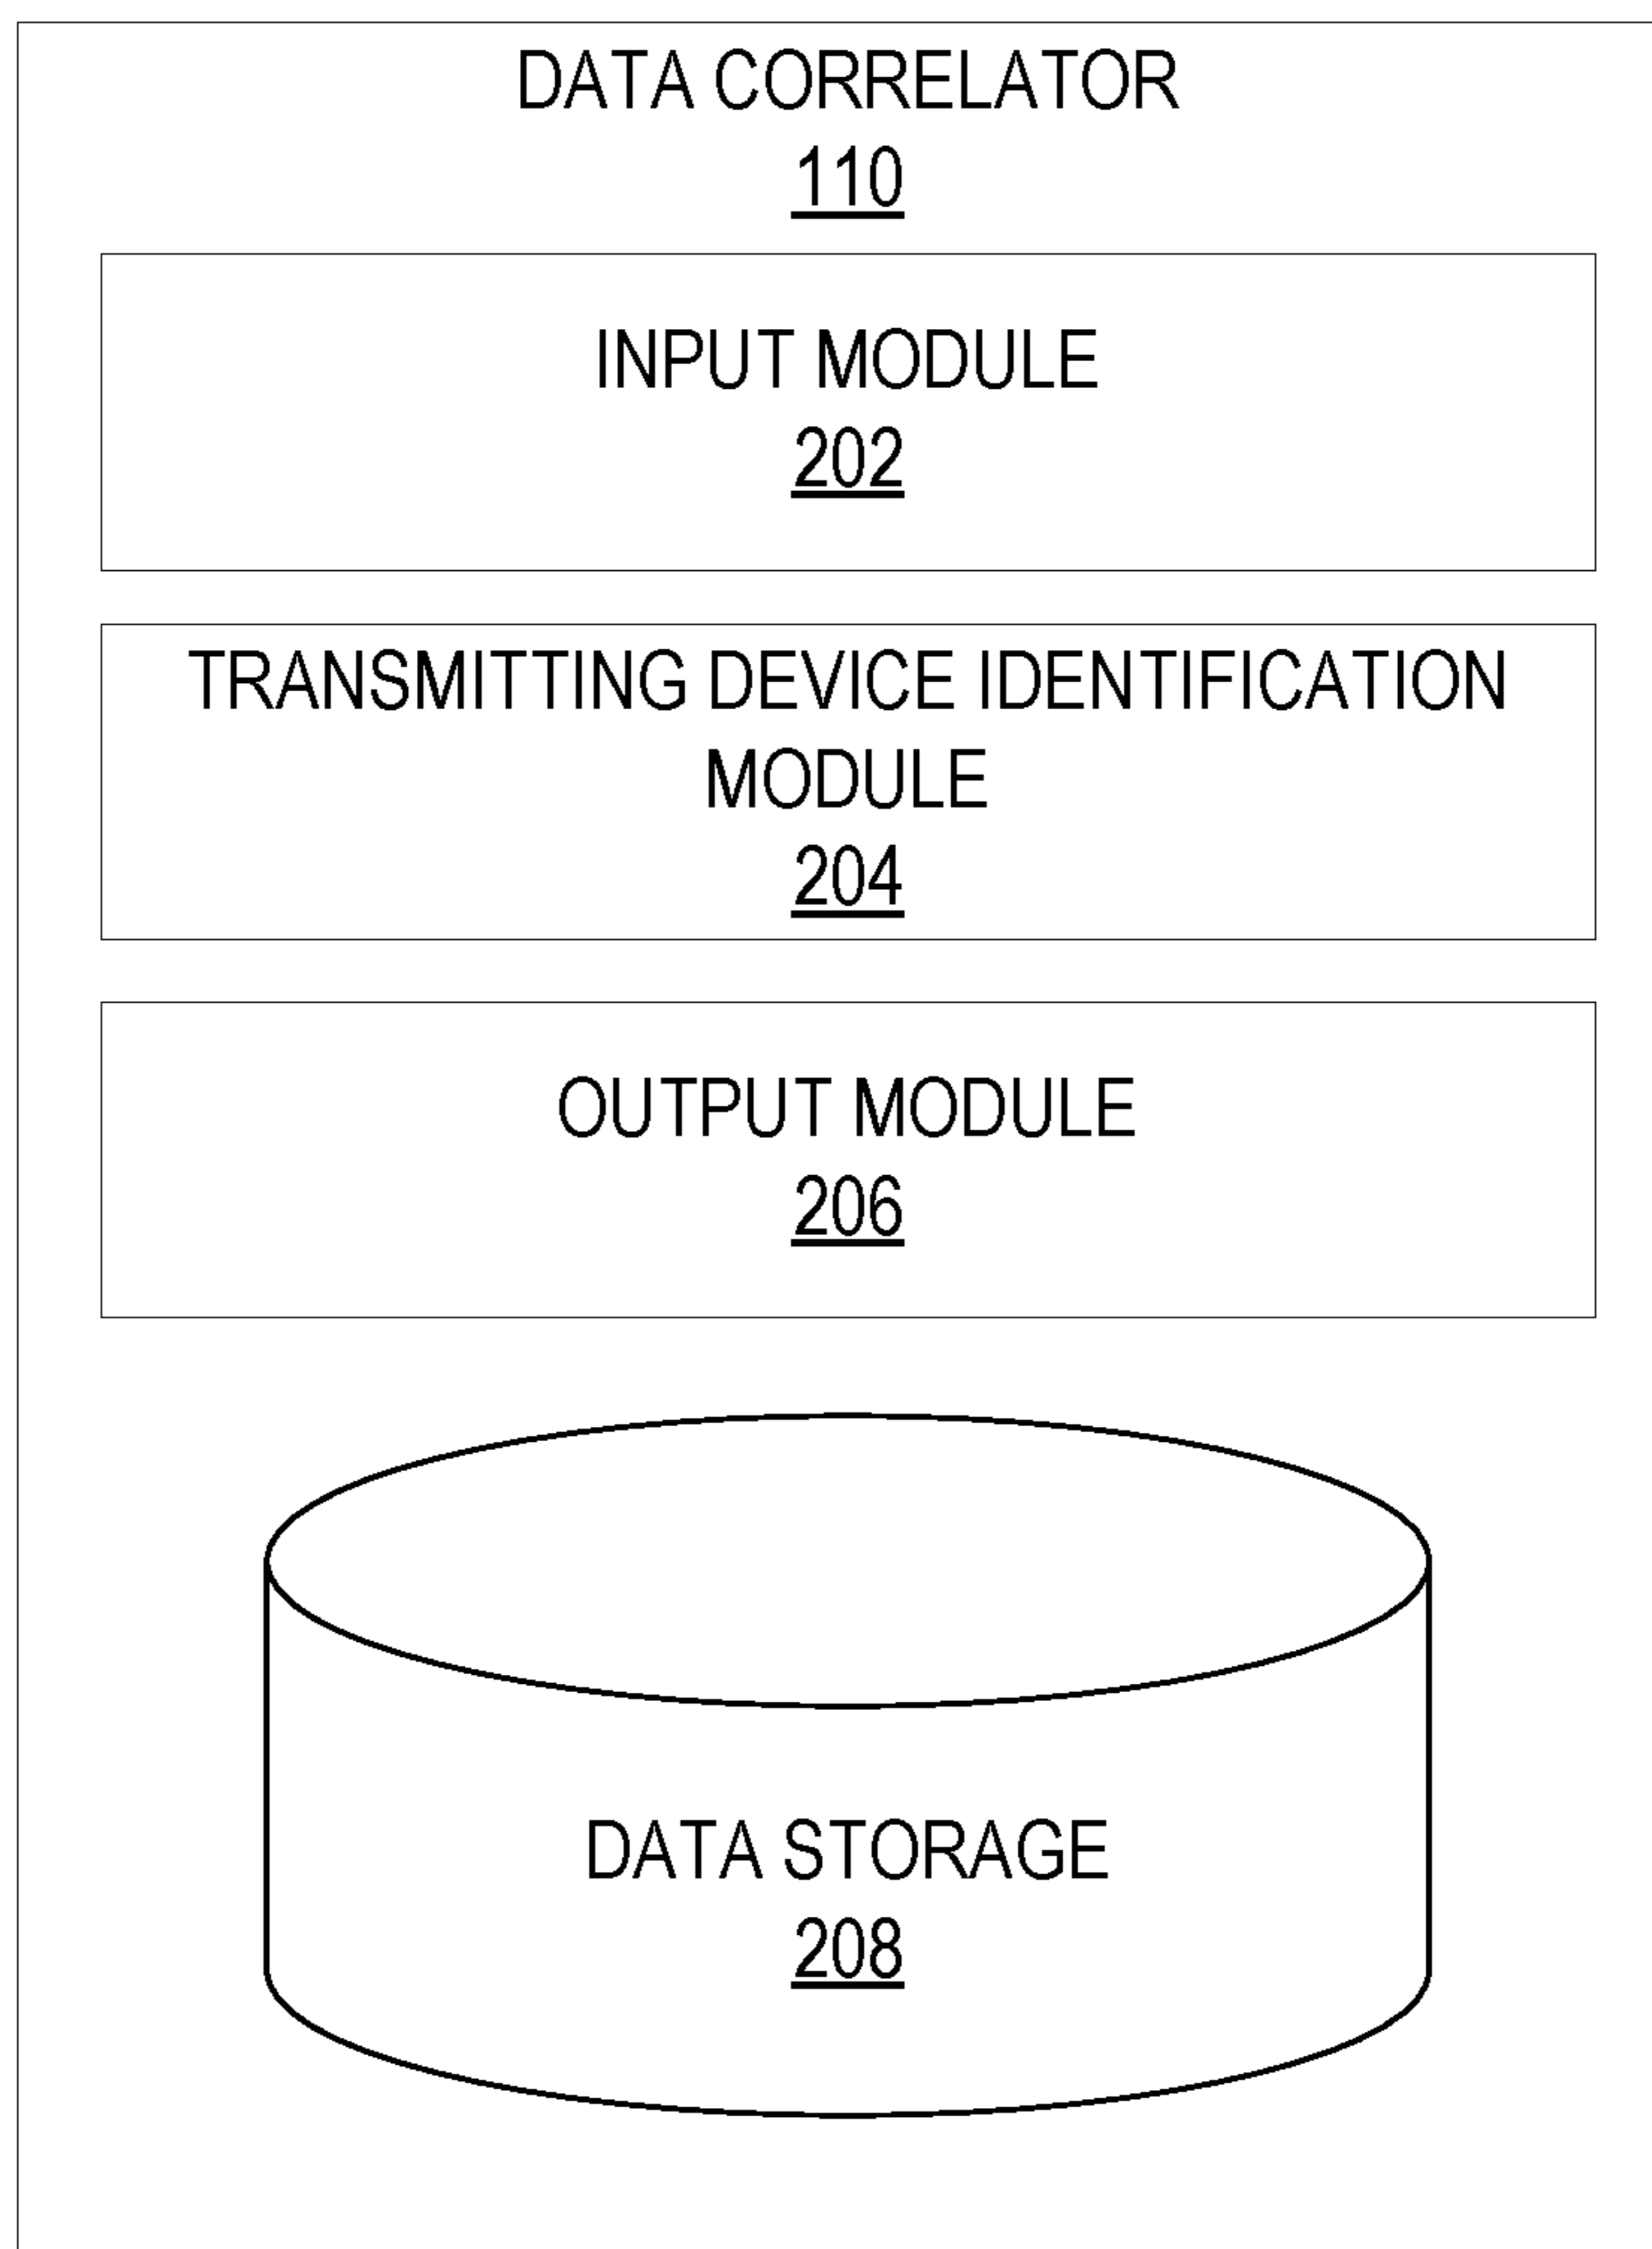 DATA CORRELATOR
110
INPUT MODULE
202
TRANSMITTING DEVICE IDENTIFICATION
MODULE
204
OUTPUT MODULE
206
DATA STORAGE
208